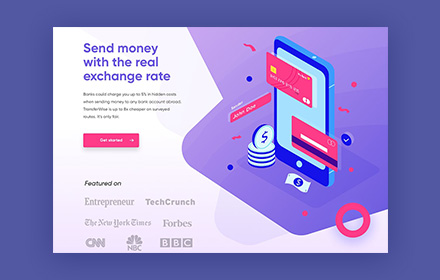 Send money
with the real
exchange rate
Banks could charge you up to 5% in hidden costs
when sending money to any bank account abroad.
TransferWise is up to 8x cheaper on surveyed
routes. It's only fair.
Get started
Featured on
Entrepreneur TechCrunch
The New York Times Forbes
CNN NBC BBC
John Doe